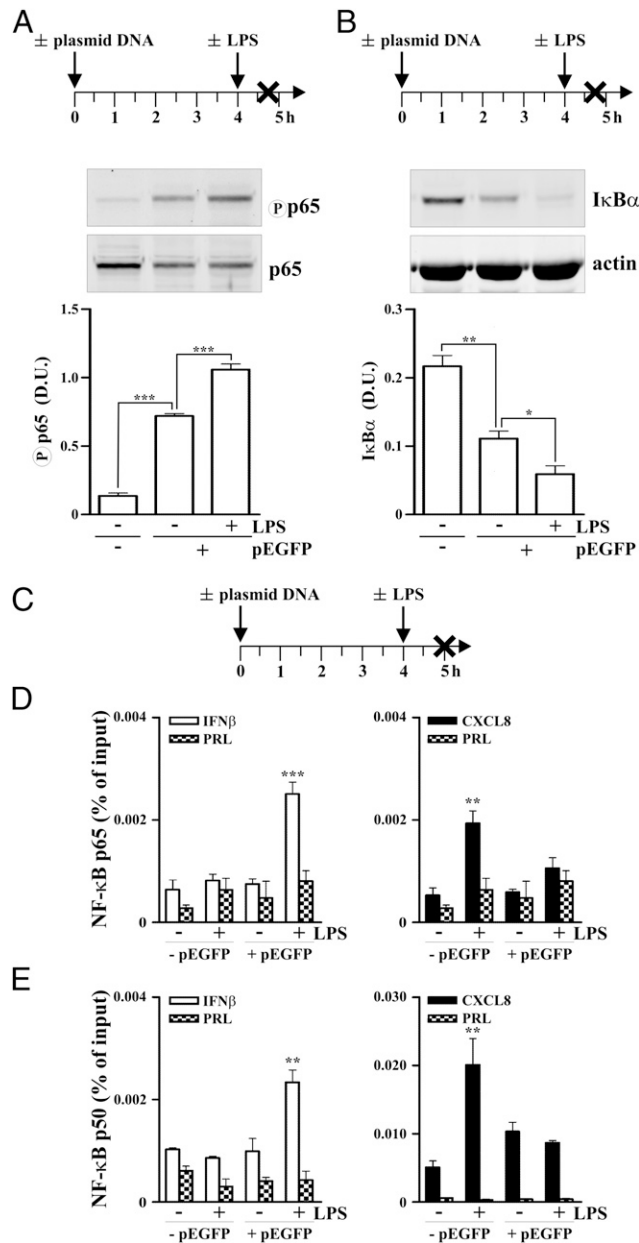 A
B
± plasmid DNA ± LPS
± plasmid DNA ± LPS
0 1 2 3 4 5 h
0 1 2 3 4 5 h
P p65
IκBα
p65
actin
1.5
1.0
0.5
0
P p65 (D.U.)
***
***
- - + LPS
- + pEGFP
0.3
0.2
0.1
0
IκBα (D.U.)
**
*
- - + LPS
- + pEGFP
C
± plasmid DNA ± LPS
0 1 2 3 4 5 h
D
NF-κB p65 (% of input)
0.004
0.002
0
IFNβ
PRL
***
- + - + LPS
- pEGFP + pEGFP
0.004
0.002
0
CXCL8
PRL
**
- + - + LPS
- pEGFP + pEGFP
E
NF-κB p50 (% of input)
0.004
0.002
0
IFNβ
PRL
**
- + - + LPS
- pEGFP + pEGFP
0.030
0.020
0.010
0
CXCL8
PRL
**
- + - + LPS
- pEGFP + pEGFP